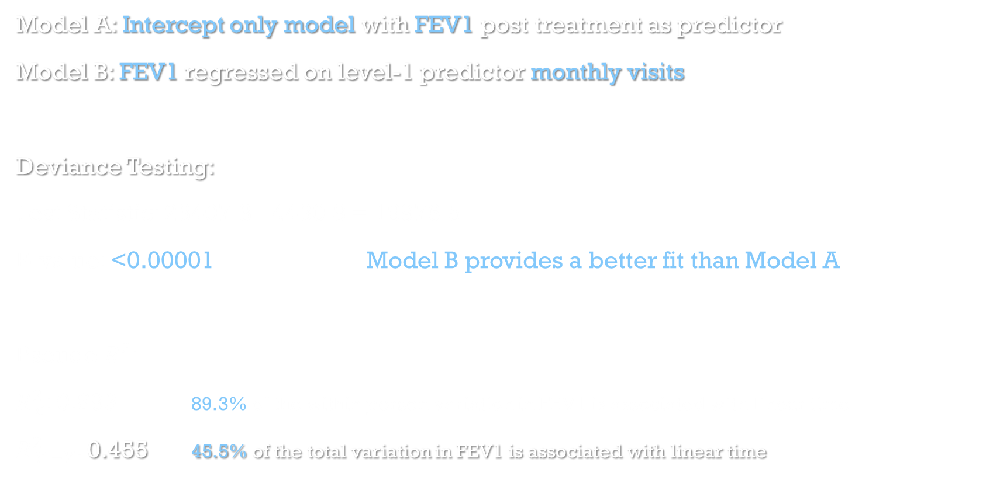 Model A: Intercept only model with FEV1 post treatment as predictor
Model B: FEV1 regressed on level-1 predictor monthly visits
Deviance Testing:
<0.00001 Model B provides a better fit than Model A
89.3%
0.455 45.5% of the total variation in FEV1 is associated with linear time